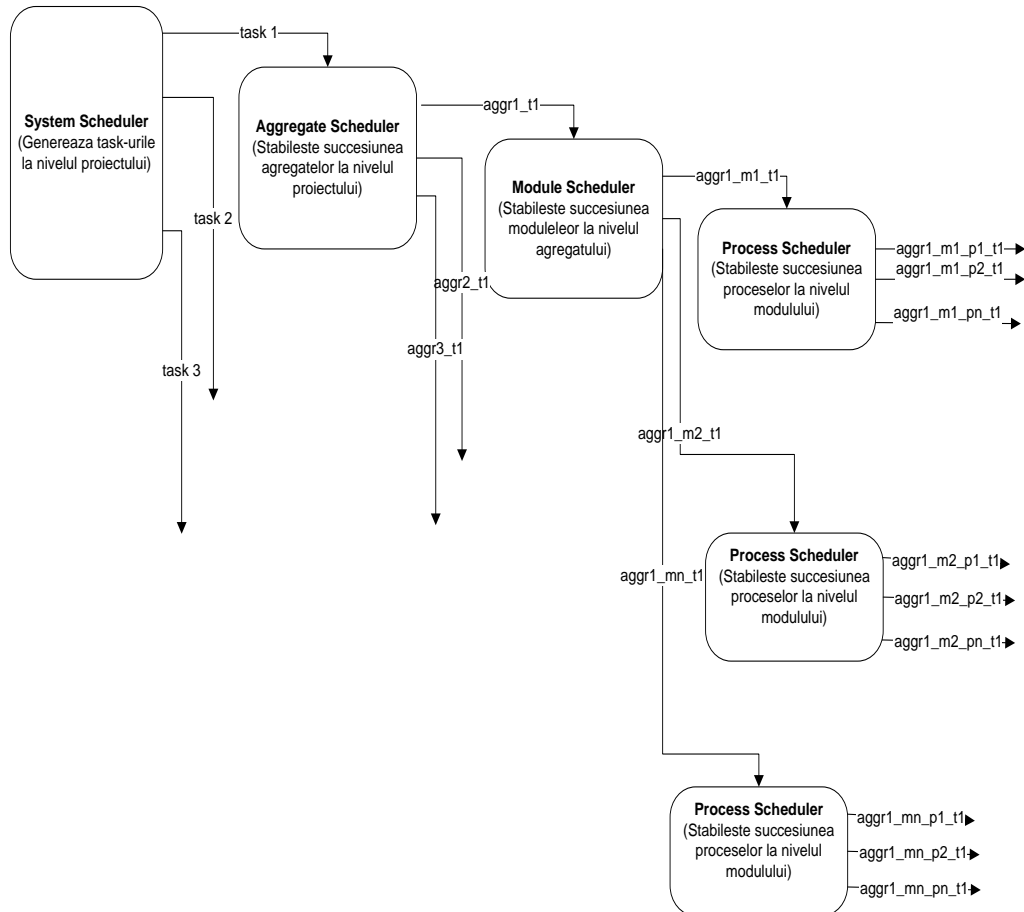 task 1
System Scheduler
(Genereaza task-urile
la nivelul proiectului)
task 2
task 3
Aggregate Scheduler
(Stabileste succesiunea
agregatelor la nivelul
proiectului)
aggr1_t1
aggr2_t1
aggr3_t1
Module Scheduler
(Stabileste succesiunea
moduleleor la nivelul
agregatului)
aggr1_m1_t1
aggr1_m2_t1
aggr1_mn_t1
Process Scheduler
(Stabileste succesiunea
proceselor la nivelul
modulului)
aggr1_m1_p1_t1
aggr1_m1_p2_t1
aggr1_m1_pn_t1
Process Scheduler
(Stabileste succesiunea
proceselor la nivelul
modulului)
aggr1_m2_p1_t1
aggr1_m2_p2_t1
aggr1_m2_pn_t1
Process Scheduler
(Stabileste succesiunea
proceselor la nivelul
modulului)
aggr1_mn_p1_t1
aggr1_mn_p2_t1
aggr1_mn_pn_t1